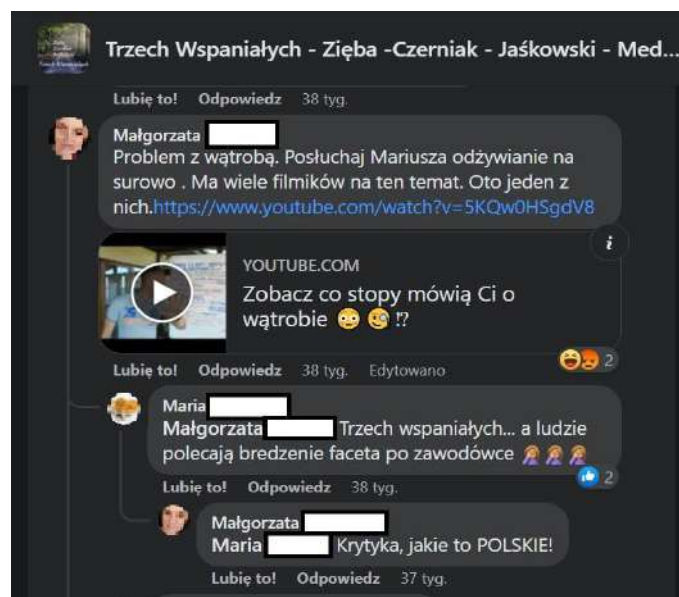 Trzech Wspaniałych - Zięba -Czerniak - Jaśkowski - Med...
Lubię to! Odpowiedz 38 tyg.
Małgorzata
Problem z wątrobą. Posłuchaj Mariusza odżywianie na
surowo . Ma wiele filmików na ten temat. Oto jeden z
nich.https://www.youtube.com/watch?v=5KQw0HSgdV8
YOUTUBE.COM
Zobacz co stopy mówią Ci o
wątrobie 😳 🧐 ⁉
Lubię to! Odpowiedz 38 tyg. Edytowano
2
Maria
Małgorzata Trzech wspaniałych... a ludzie
polecają bredzenie faceta po zawodówce 🤦‍♀️ 🤦‍♀️ 🤦‍♀️
2
Lubię to! Odpowiedz 38 tyg.
Małgorzata
Maria Krytyka, jakie to POLSKIE!
Lubię to! Odpowiedz 37 tyg.